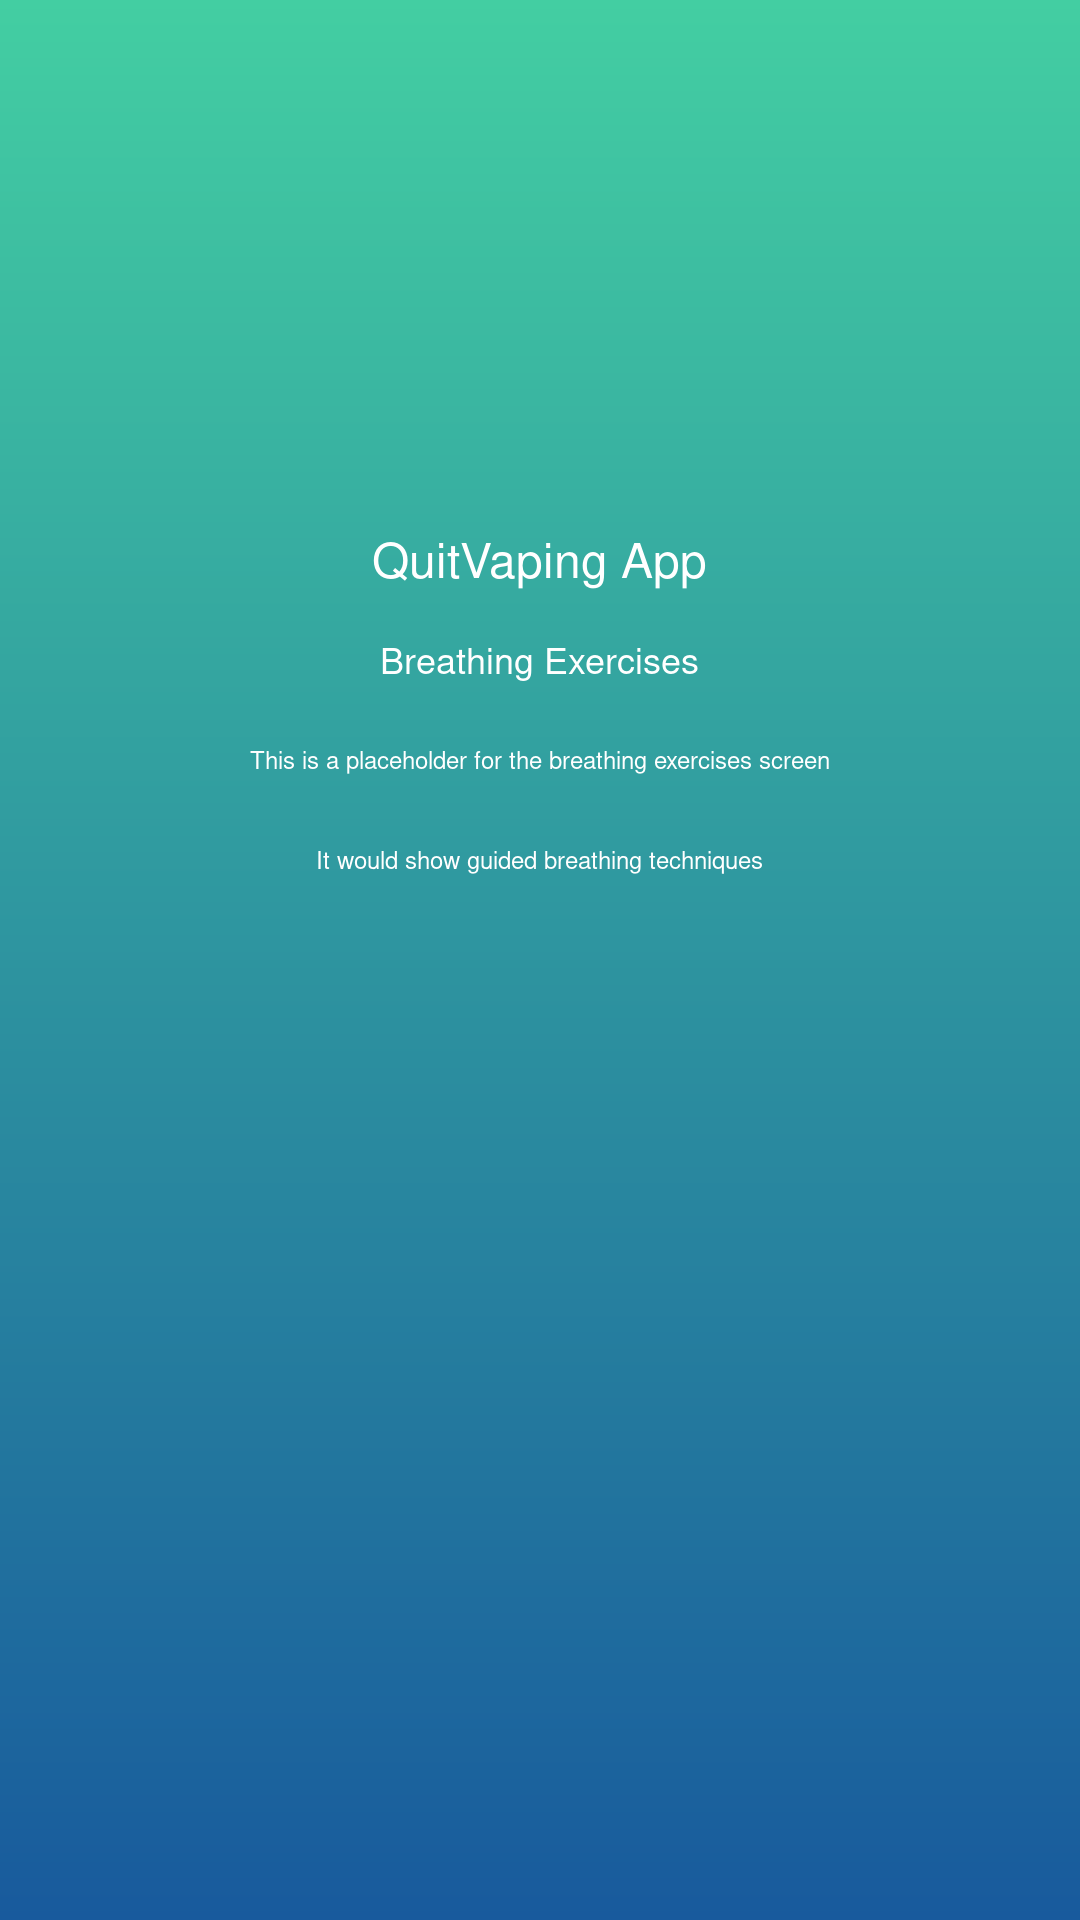 QuitVaping App
Breathing Exercises
This is a placeholder for the breathing exercises screen
It would show guided breathing techniques